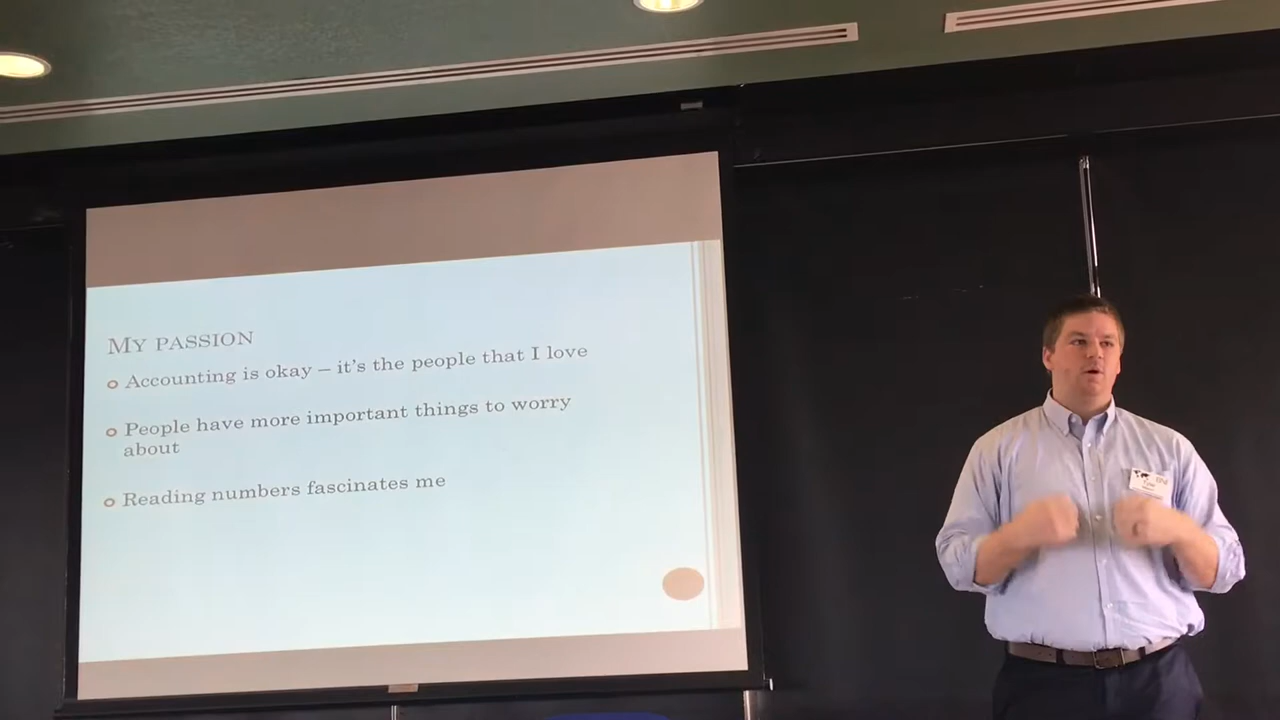 MY PASSION
Accounting is okay – it's the people that I love
People have more important things to worry
about
Reading numbers fascinates me
BNI